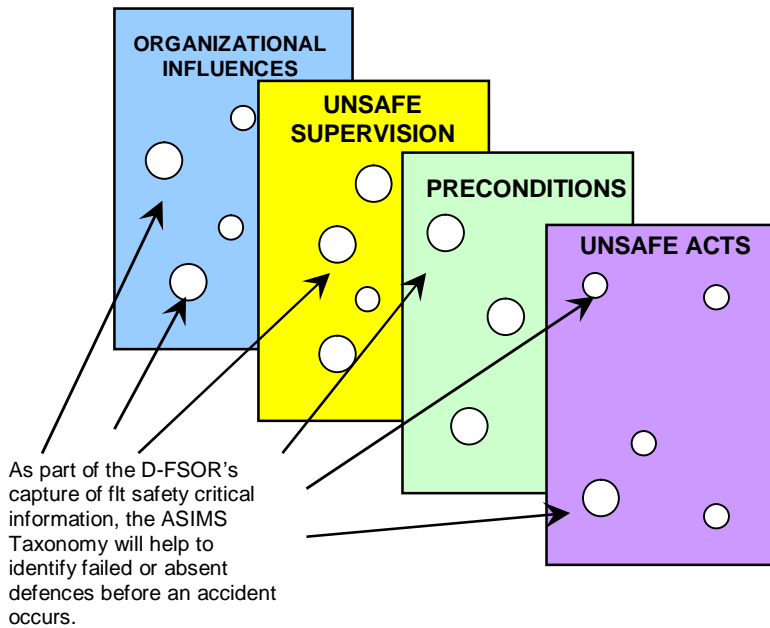 ORGANIZATIONAL
INFLUENCES
UNSAFE
SUPERVISION
PRECONDITIONS
UNSAFE ACTS
As part of the D-FSOR's
capture of flt safety critical
information, the ASIMS
Taxonomy will help to
identify failed or absent
defences before an accident
occurs.